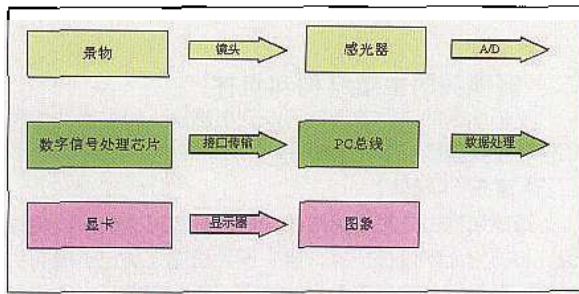 景物 镜头 感光器 A/D
数字信号处理芯片 接口传输 PC总线 数据处理
显卡 显示器 图象